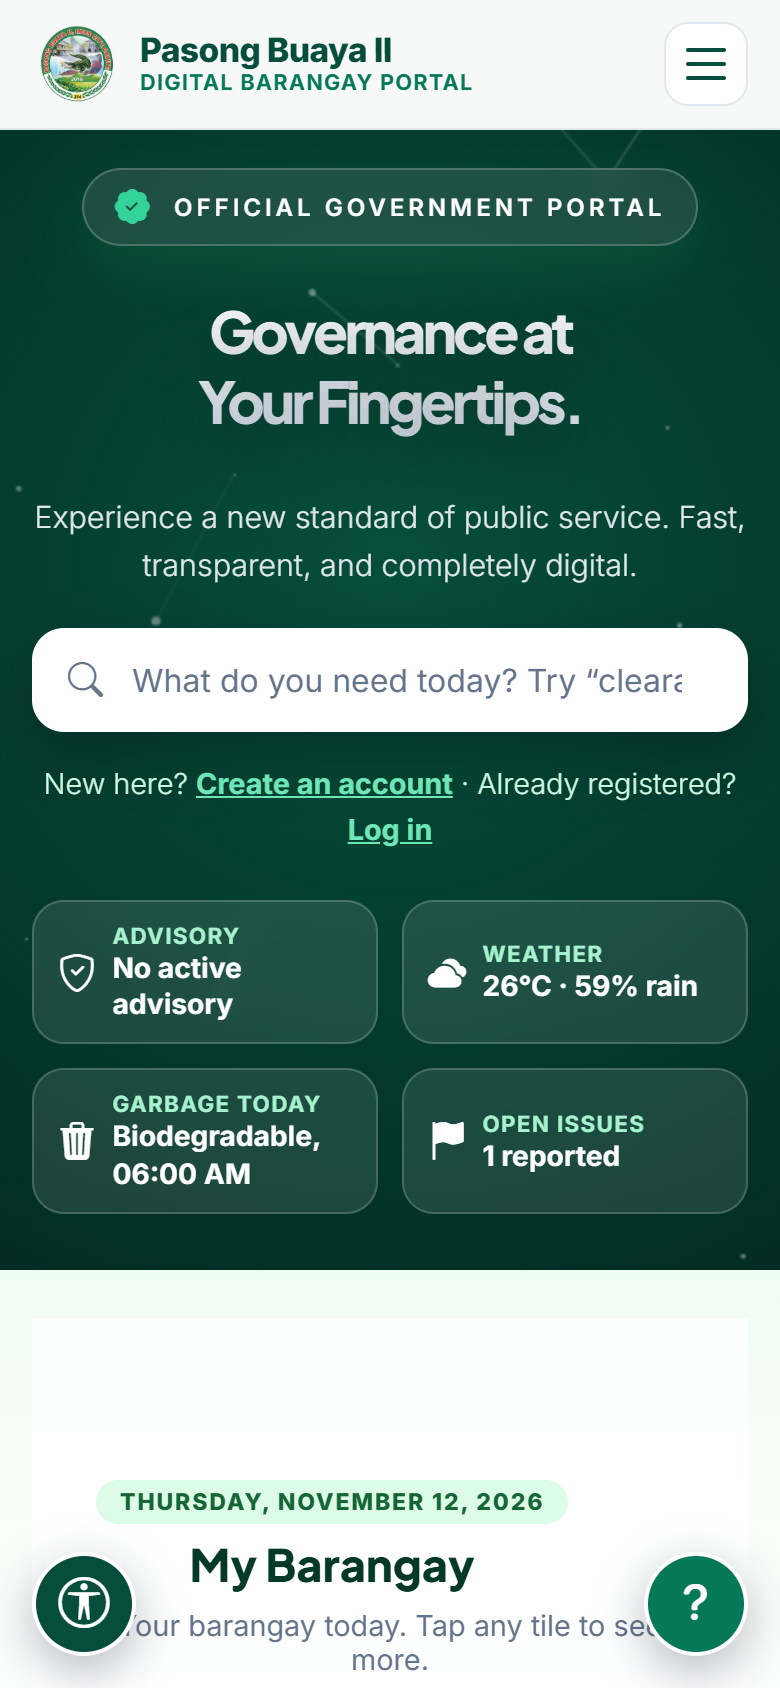 Pasong Buaya II
DIGITAL BARANGAY PORTAL
OFFICIAL GOVERNMENT PORTAL
Governance at
Your Fingertips.
Experience a new standard of public service. Fast,
transparent, and completely digital.
What do you need today? Try “cleara
New here? Create an account · Already registered?
Log in
ADVISORY
No active
advisory
WEATHER
26°C · 59% rain
GARBAGE TODAY
Biodegradable,
06:00 AM
OPEN ISSUES
1 reported
THURSDAY, NOVEMBER 12, 2026
My Barangay
Your barangay today. Tap any tile to see
more.
?